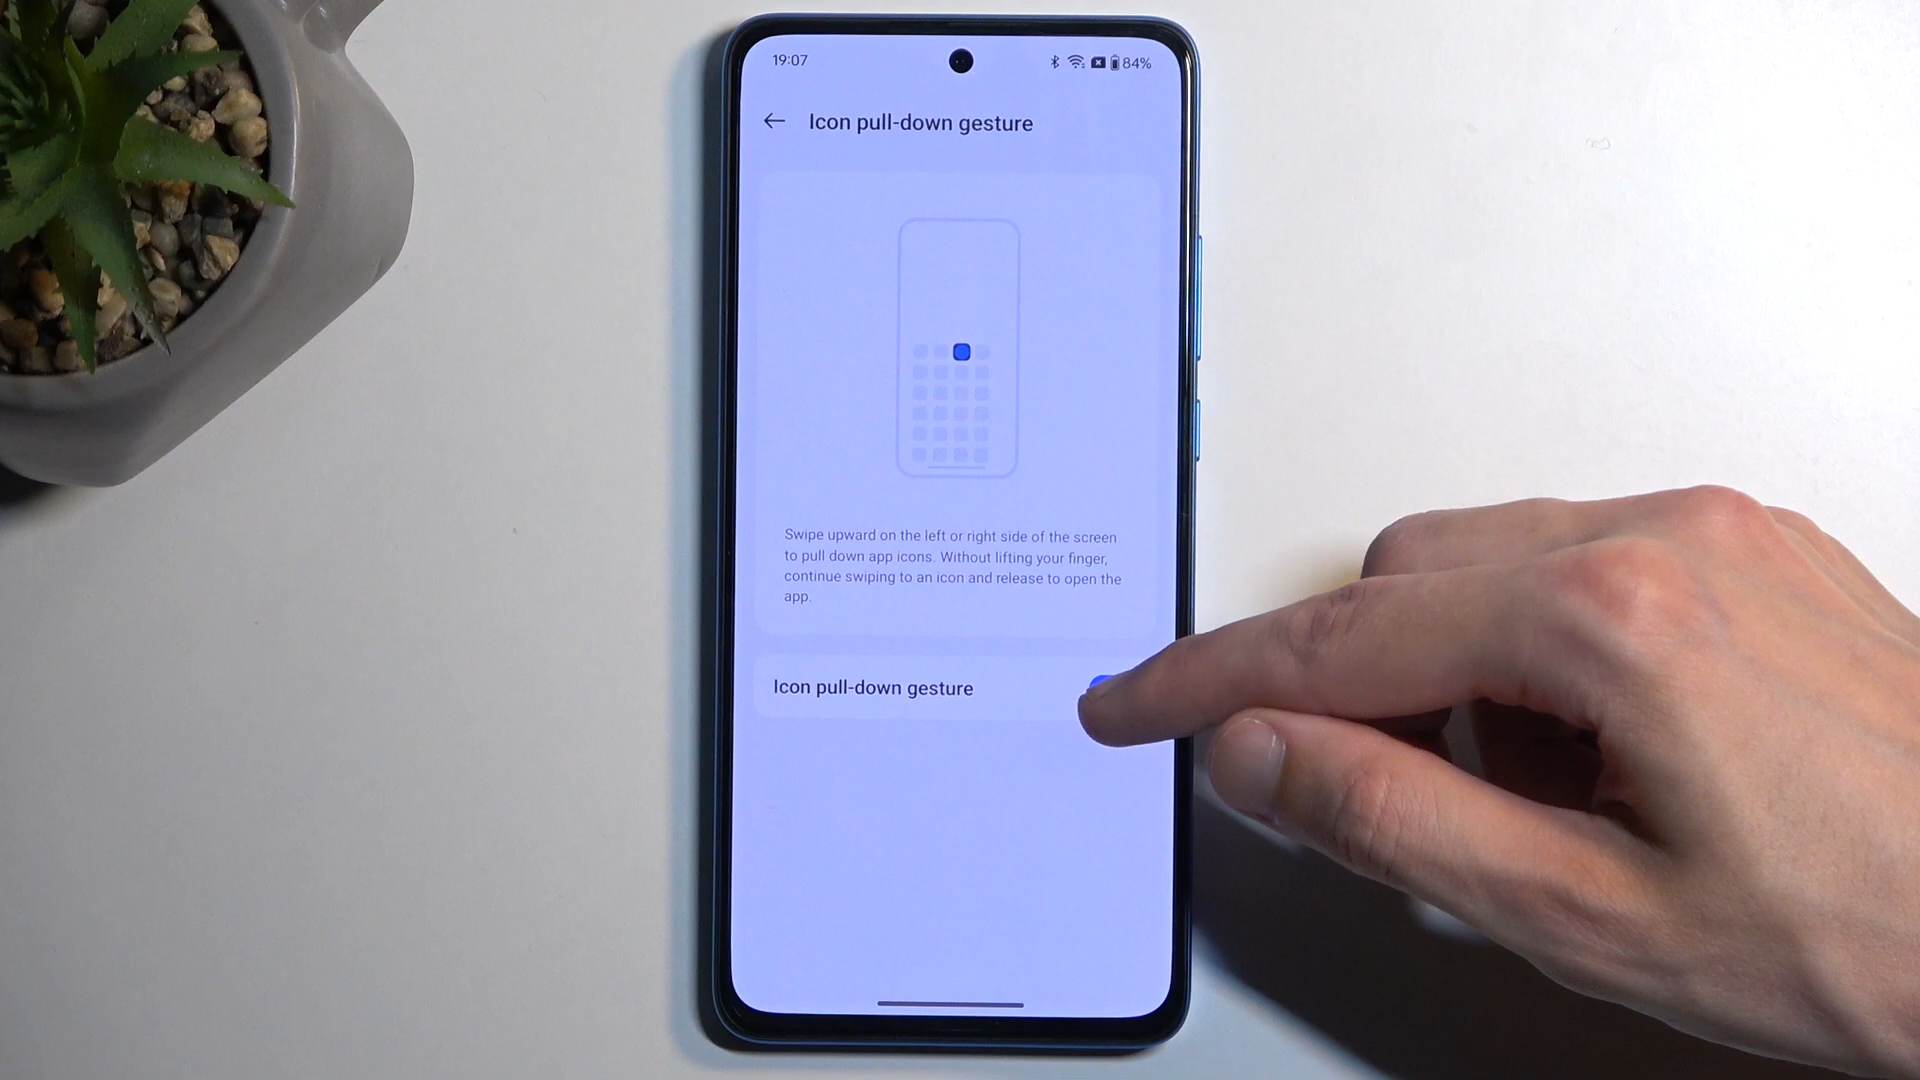 19:07
84%
Icon pull-down gesture
Swipe upward on the left or right side of the screen
to pull down app icons. Without lifting your finger,
continue swiping to an icon and release to open the
app.
Icon pull-down gesture